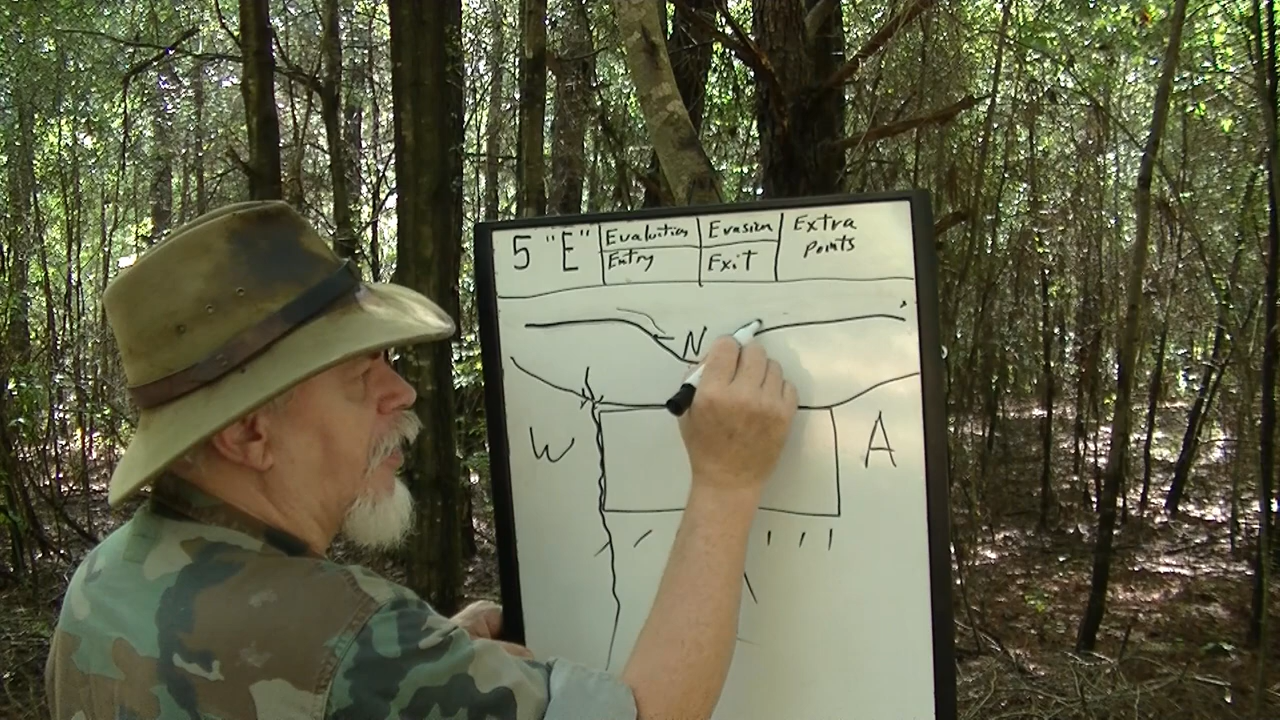 5 "E"
Evaluation
Entry
Evasion
Exit
Extra
Points
N
W
A